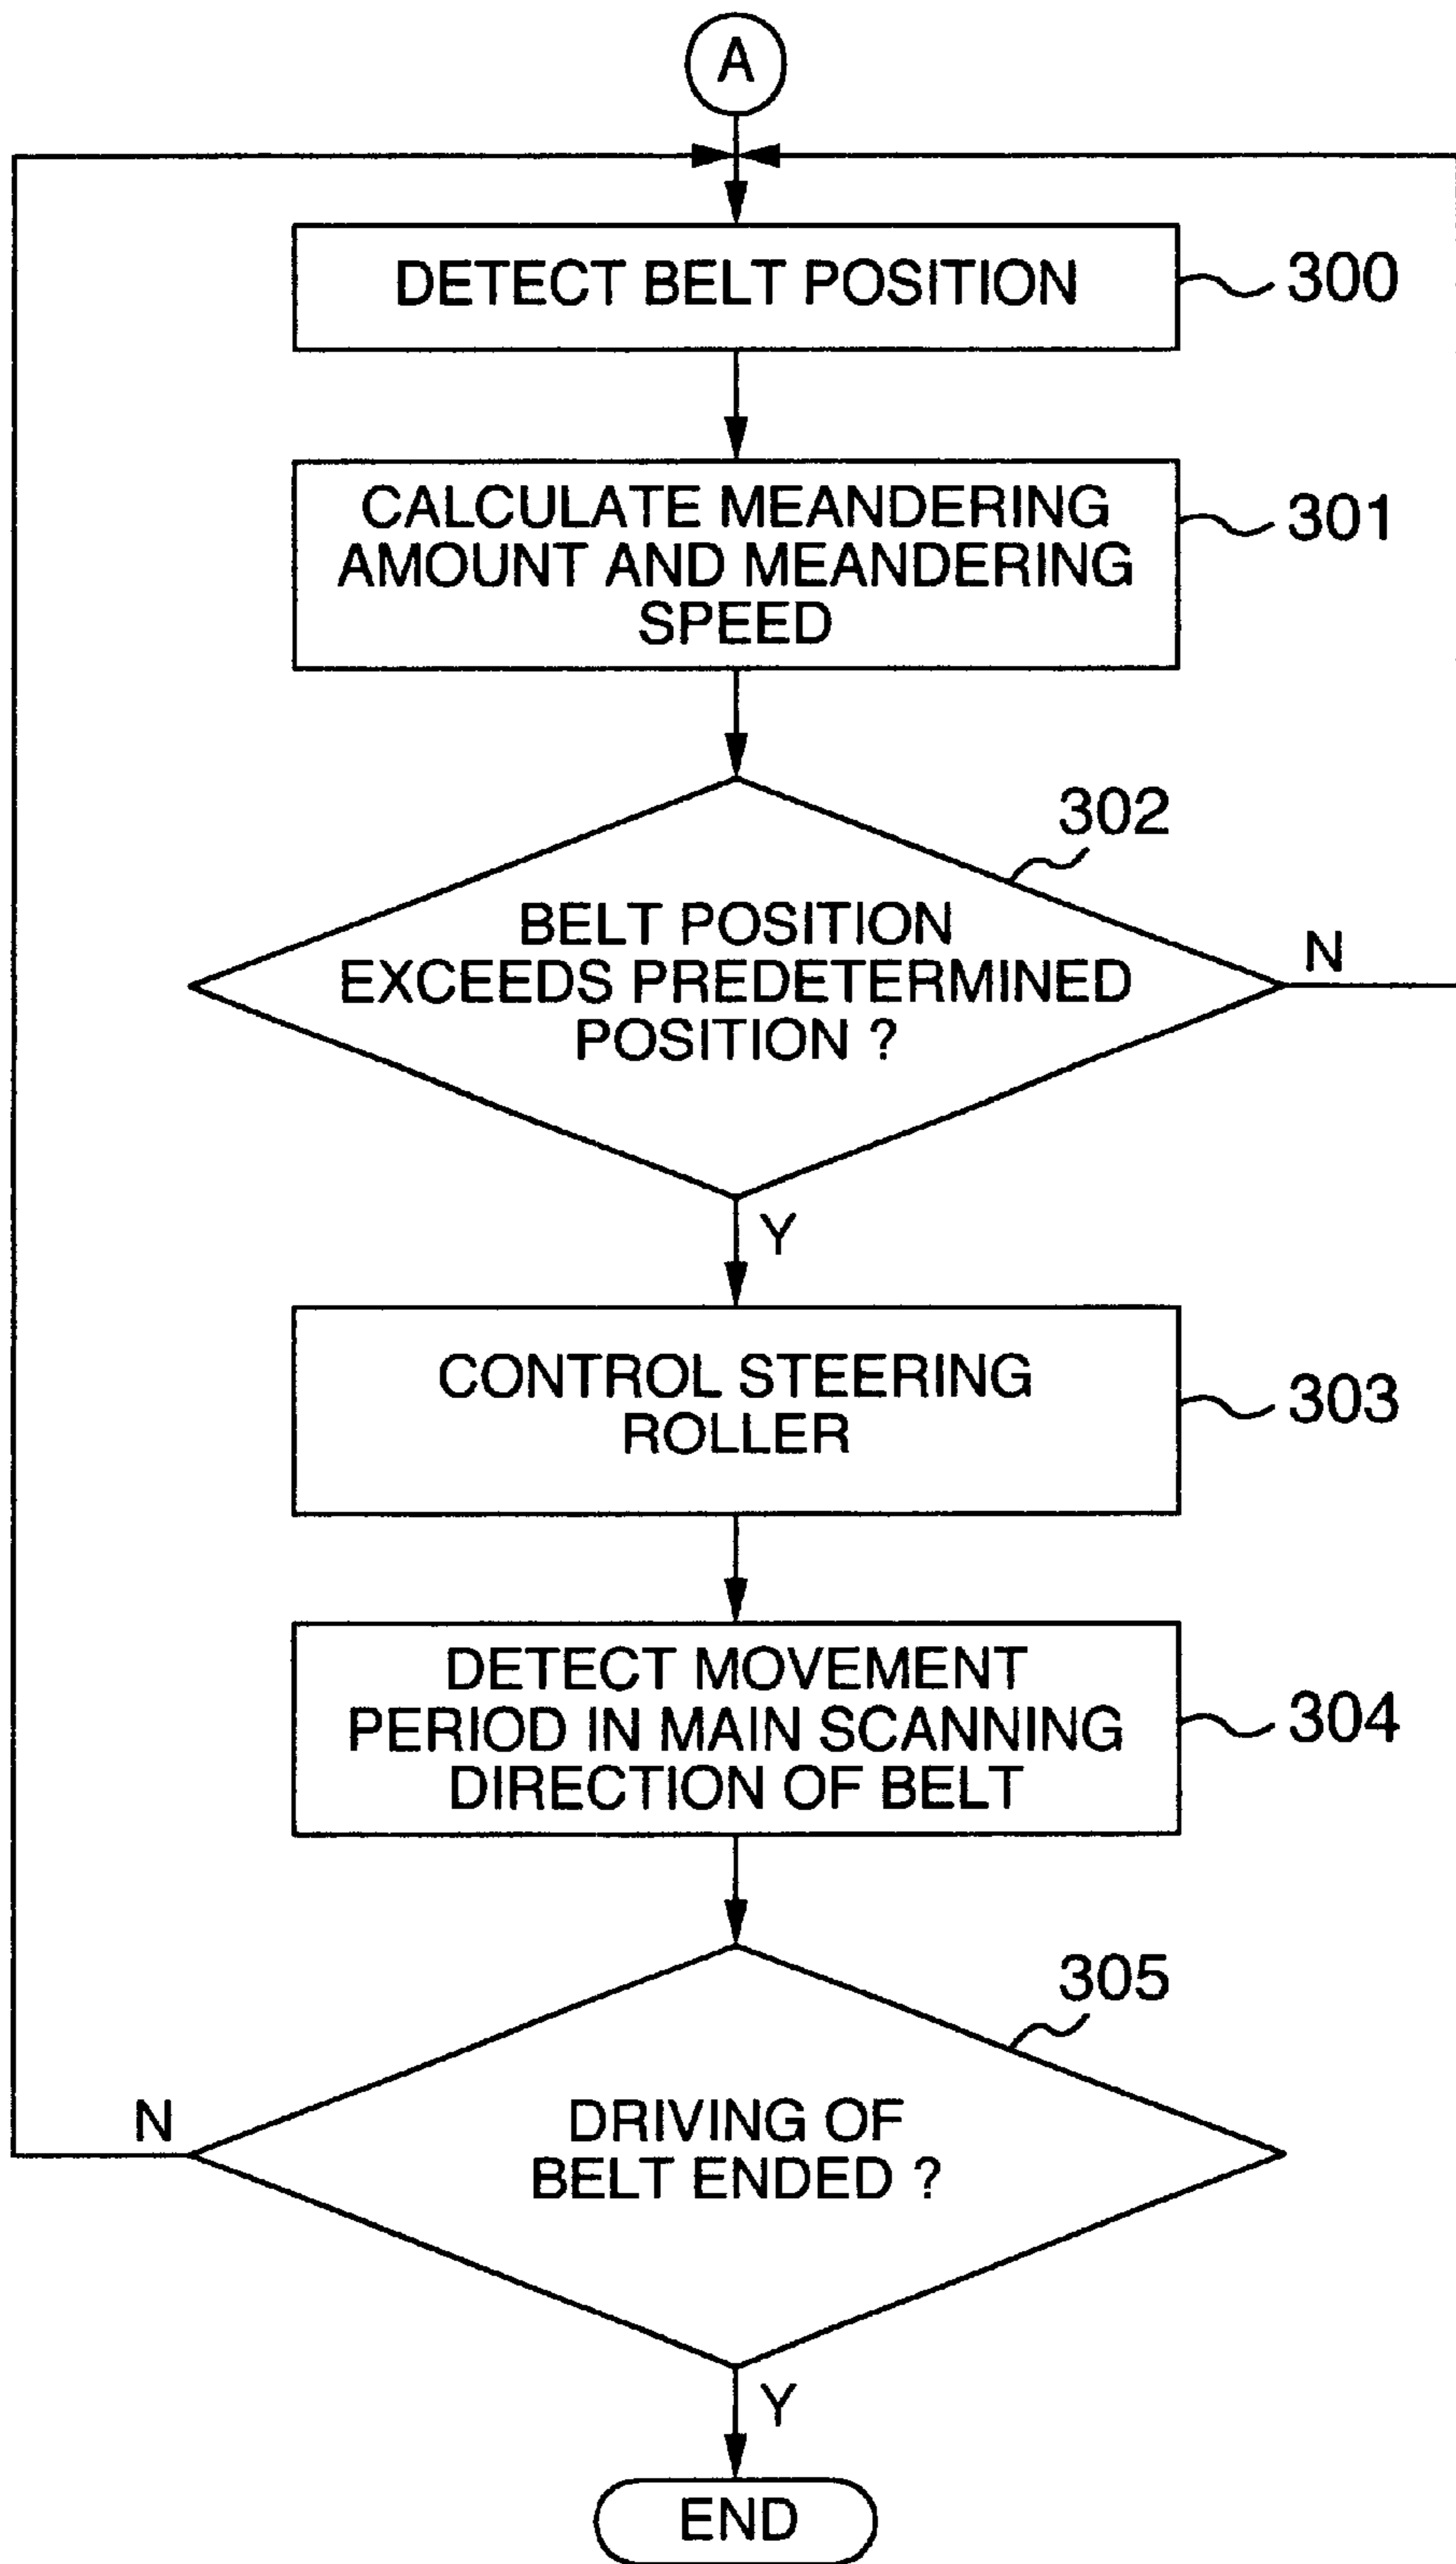 A
DETECT BELT POSITION
300
CALCULATE MEANDERING
AMOUNT AND MEANDERING
SPEED
301
302
BELT POSITION
EXCEEDS PREDETERMINED
POSITION ?
N
Y
CONTROL STEERING
ROLLER
303
DETECT MOVEMENT
PERIOD IN MAIN SCANNING
DIRECTION OF BELT
304
305
DRIVING OF
BELT ENDED ?
N
Y
END